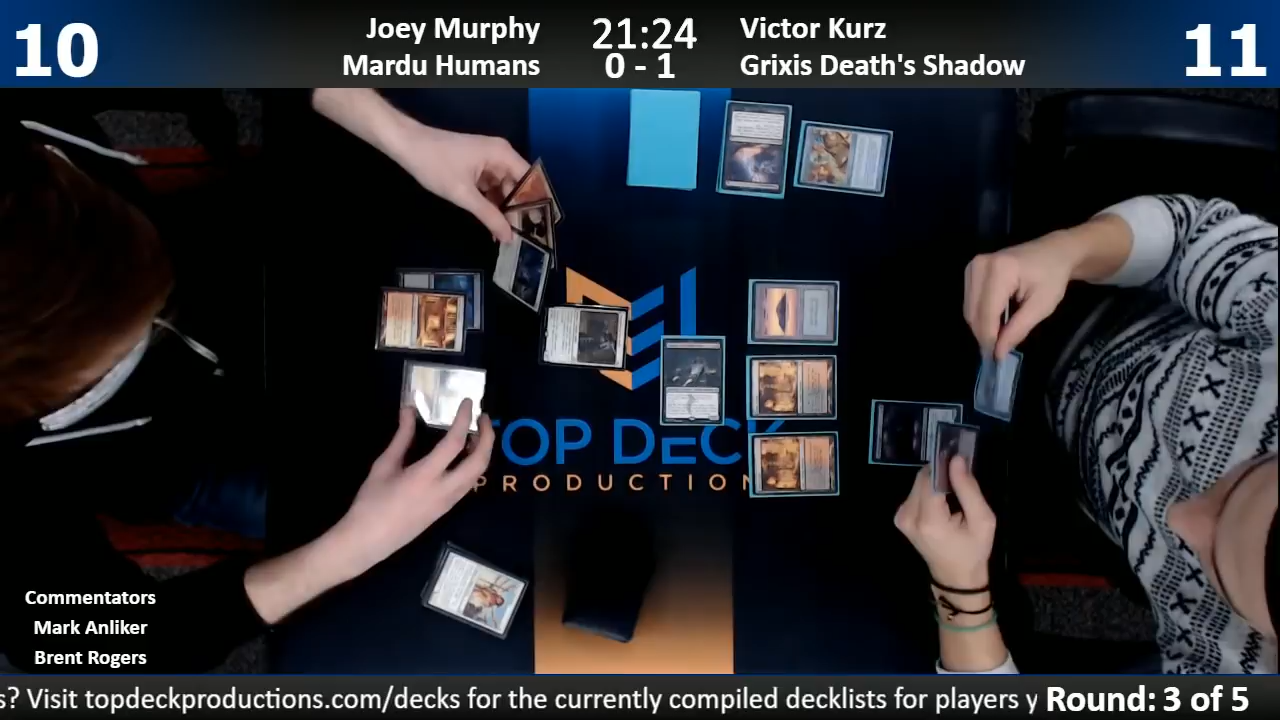 10
Joey Murphy
Mardu Humans
21:24
0 - 1
Victor Kurz
Grixis Death's Shadow
11
TOP DECK
PRODUCTION
Commentators
Mark Anliker
Brent Rogers
s? Visit topdeckproductions.com/decks for the currently compiled decklists for players y
Round: 3 of 5